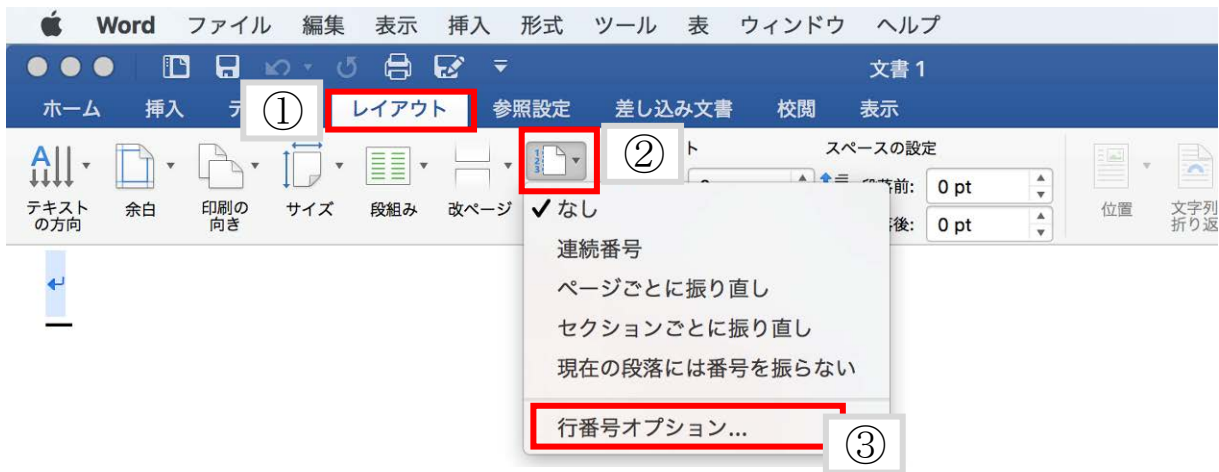 Word ファイル 編集 表示 挿入 形式 ツール 表 ウィンドウ ヘルプ
文書 1
ホーム 挿入 ① レイアウト 参照設定 差し込み文書 校閲 表示
② スペースの設定
段落前: 0 pt
テキスト の方向
余白
印刷の 向き
サイズ
段組み
改ページ
後: 0 pt
位置
文字列
折り返
✓ なし
連続番号
ページごとに振り直し
セクションごとに振り直し
現在の段落には番号を振らない
行番号オプション...
③